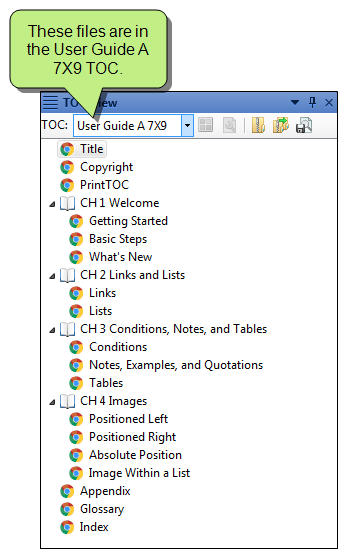 These files are in
the User Guide A
7X9 TOC.
TOC View
TOC: User Guide A 7X9
Title
Copyright
PrintTOC
CH 1 Welcome
Getting Started
Basic Steps
What's New
CH 2 Links and Lists
Links
Lists
CH 3 Conditions, Notes, and Tables
Conditions
Notes, Examples, and Quotations
Tables
CH 4 Images
Positioned Left
Positioned Right
Absolute Position
Image Within a List
Appendix
Glossary
Index